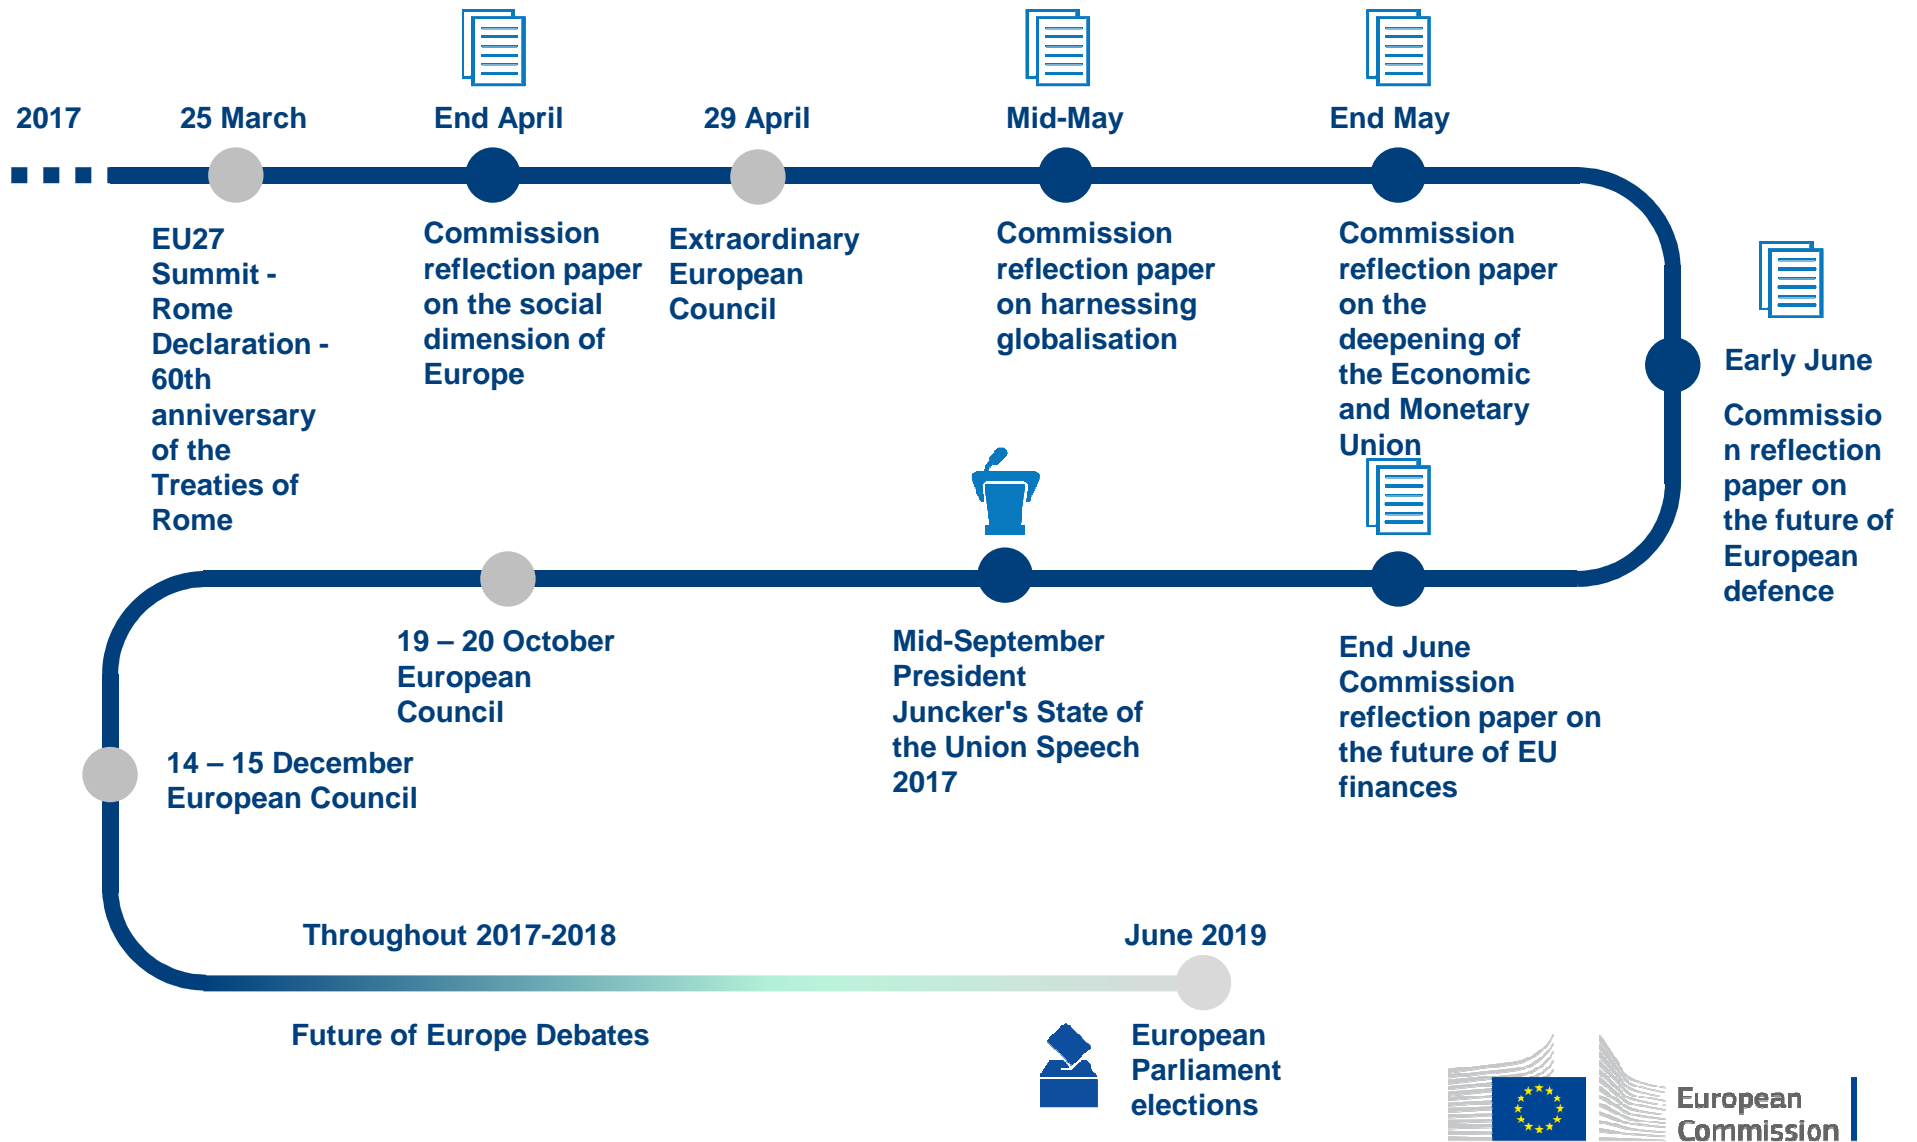 2017
25 March
End April
29 April
Mid-May
End May
EU27
Summit -
Rome
Declaration -
60th
anniversary
of the
Treaties of
Rome
Commission
reflection paper
on the social
dimension of
Europe
Extraordinary
European
Council
Commission
reflection paper
on harnessing
globalisation
Commission
reflection paper
on the
deepening of
the Economic
and Monetary
Union
Early June
Commissio
n reflection
paper on
the future of
European
defence
End June
Commission
reflection paper on
the future of EU
finances
Mid-September
President
Juncker's State of
the Union Speech
2017
19 – 20 October
European
Council
14 – 15 December
European Council
Throughout 2017-2018
Future of Europe Debates
June 2019
European
Parliament
elections
European
Commission